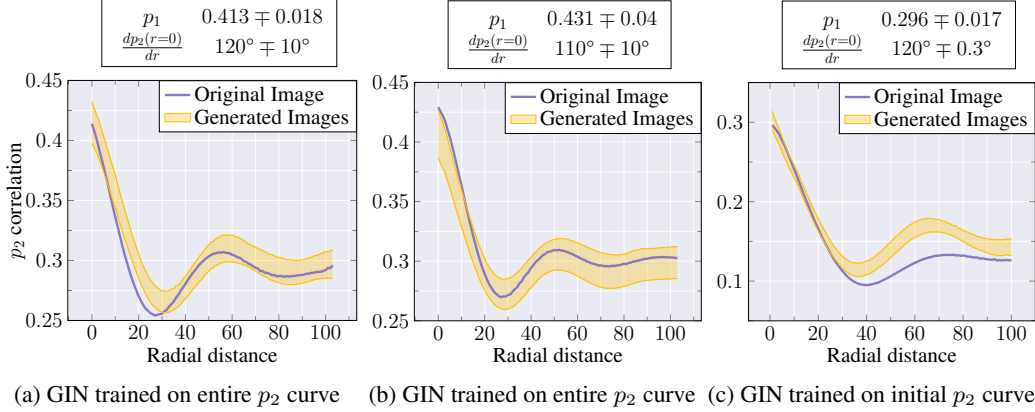 p₁ 0.413 ∓ 0.018
dp₂(r=0)/dr 120° ∓ 10°
p₁ 0.431 ∓ 0.04
dp₂(r=0)/dr 110° ∓ 10°
p₁ 0.296 ∓ 0.017
dp₂(r=0)/dr 120° ∓ 0.3°
p₂ correlation
0.45
0.4
0.35
0.3
0.25
Original Image
Generated Images
0 20 40 60 80 100
Radial distance
0.45
0.4
0.35
0.3
0.25
Original Image
Generated Images
0 20 40 60 80 100
Radial distance
0.3
0.2
0.1
Original Image
Generated Images
0 20 40 60 80 100
Radial distance
(a) GIN trained on entire p₂ curve
(b) GIN trained on entire p₂ curve
(c) GIN trained on initial p₂ curve